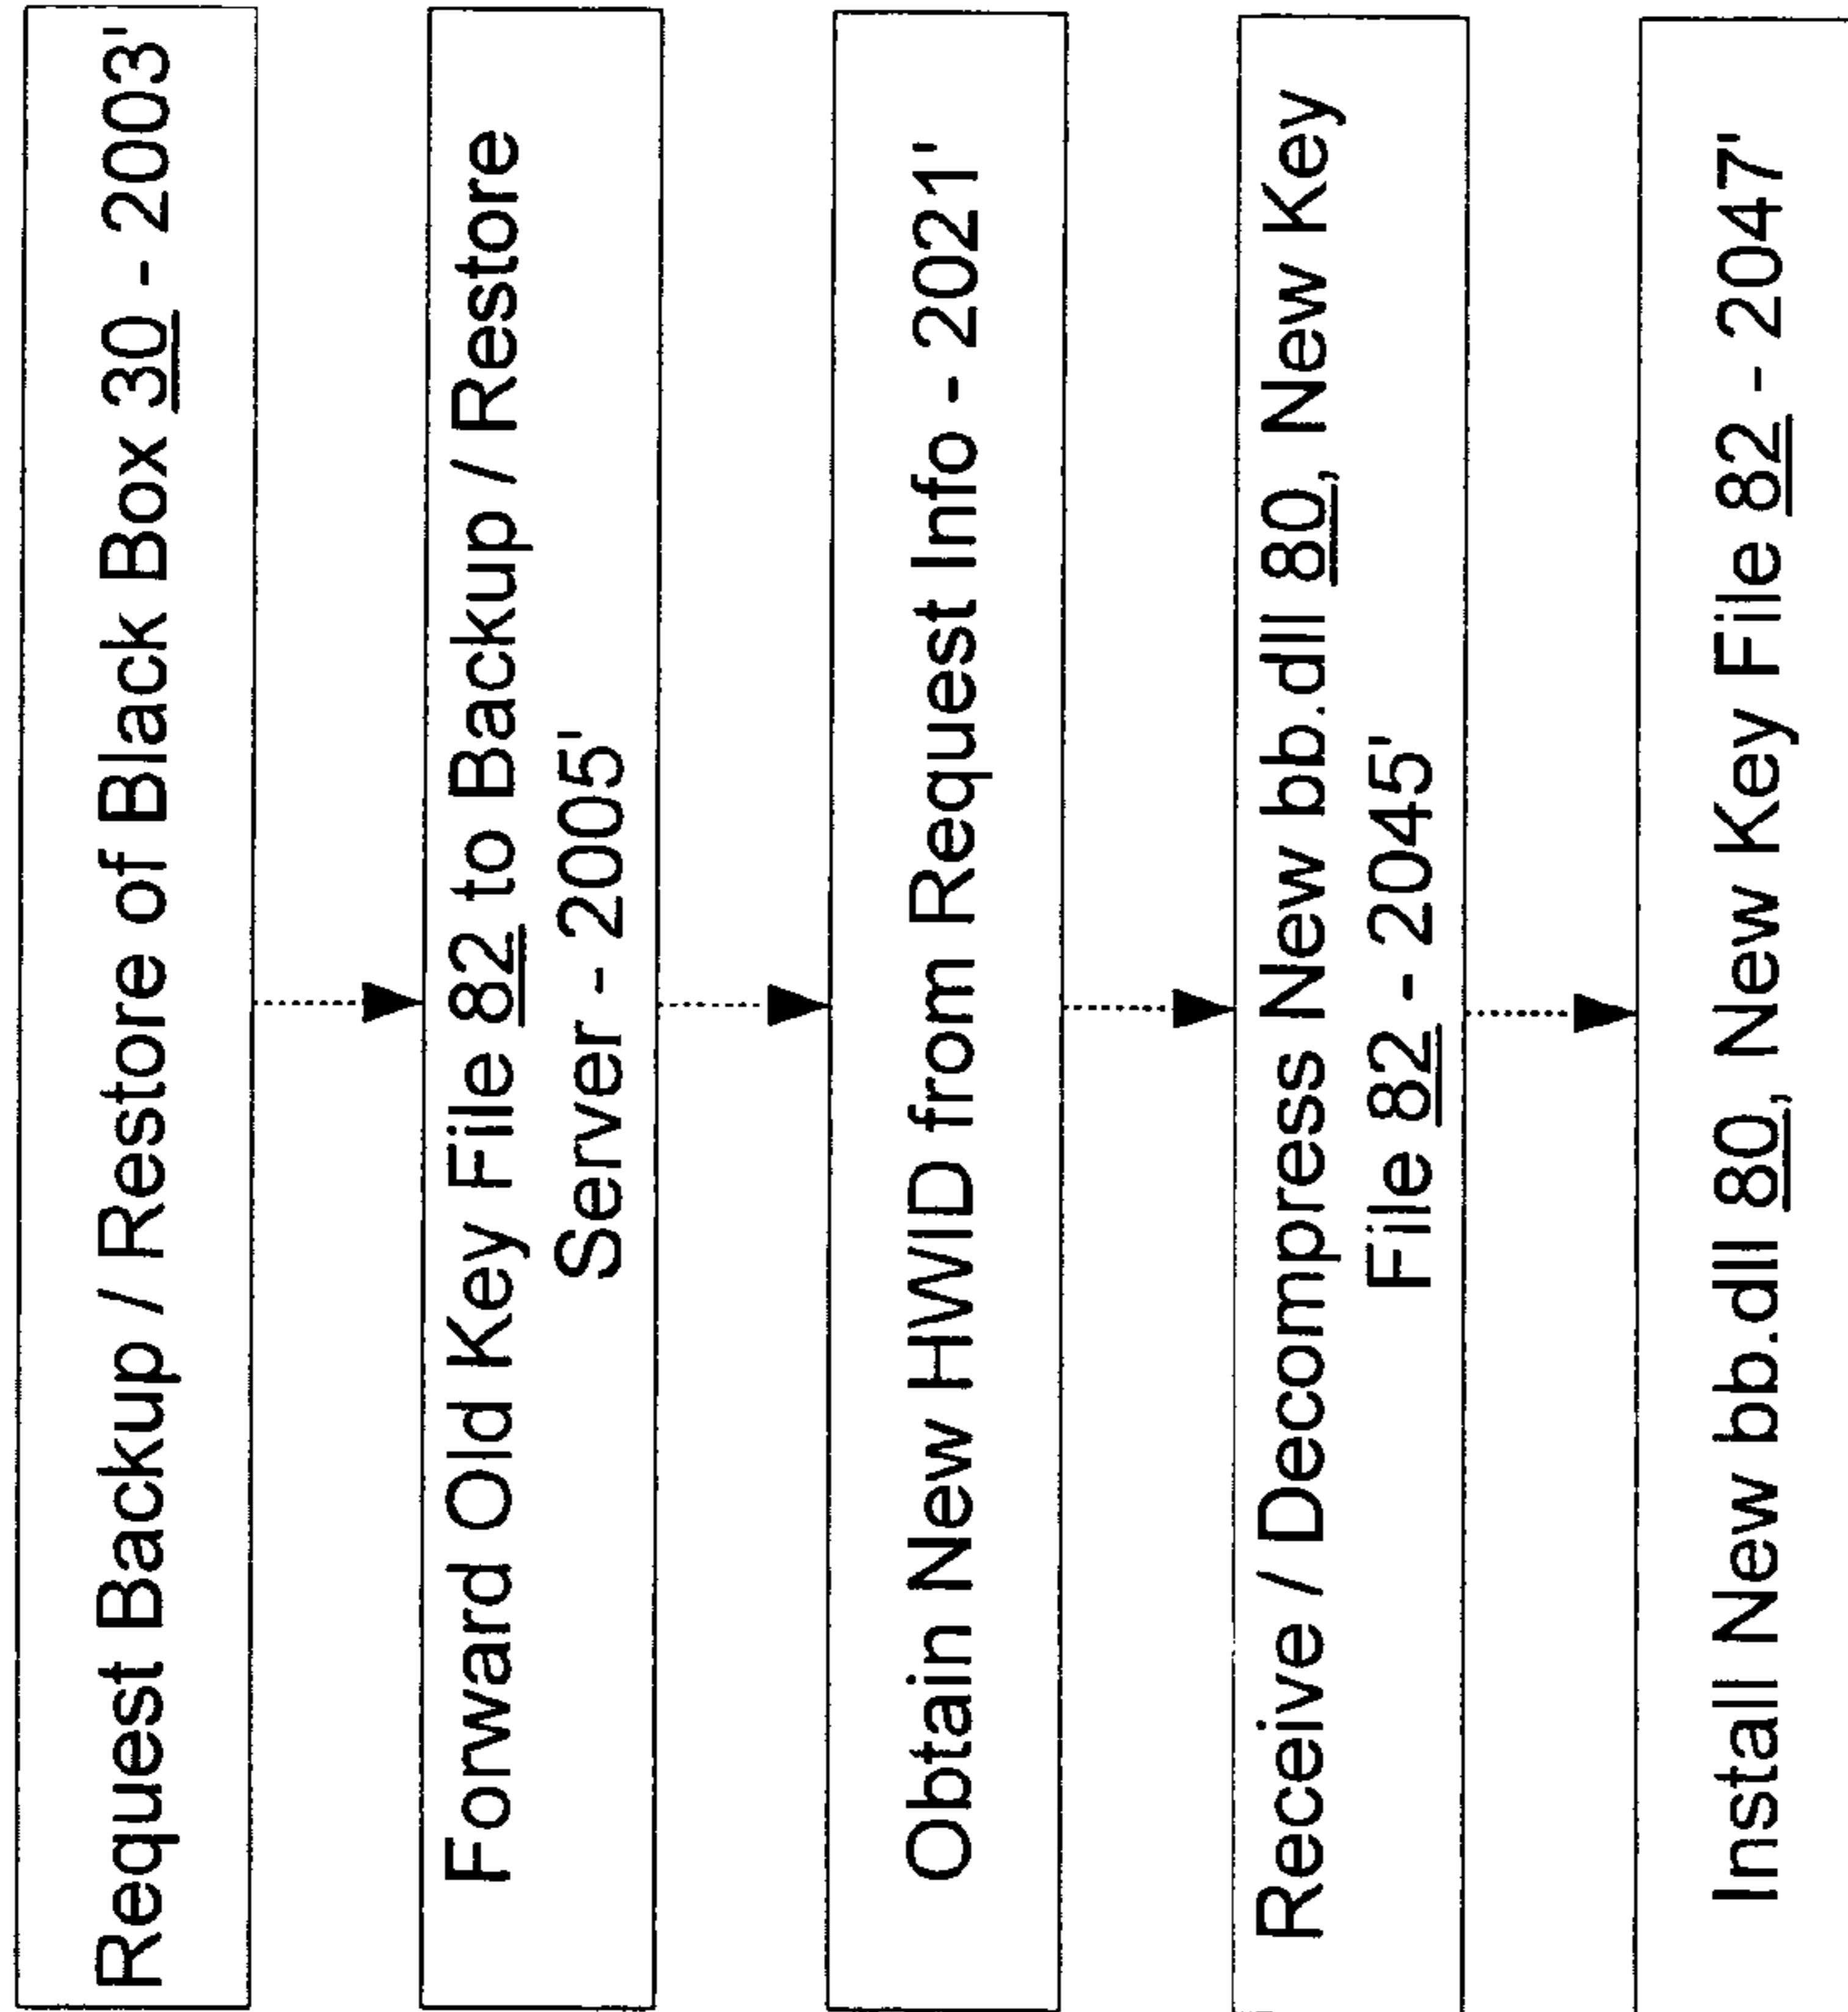 Request Backup / Restore of Black Box 30 - 2003'
Forward Old Key File 82 to Backup / Restore
Server - 2005'
Obtain New HWID from Request Info - 2021'
Receive / Decompress New bb.dll 80, New Key
File 82 - 2045'
Install New bb.dll 80, New Key File 82 - 2047'